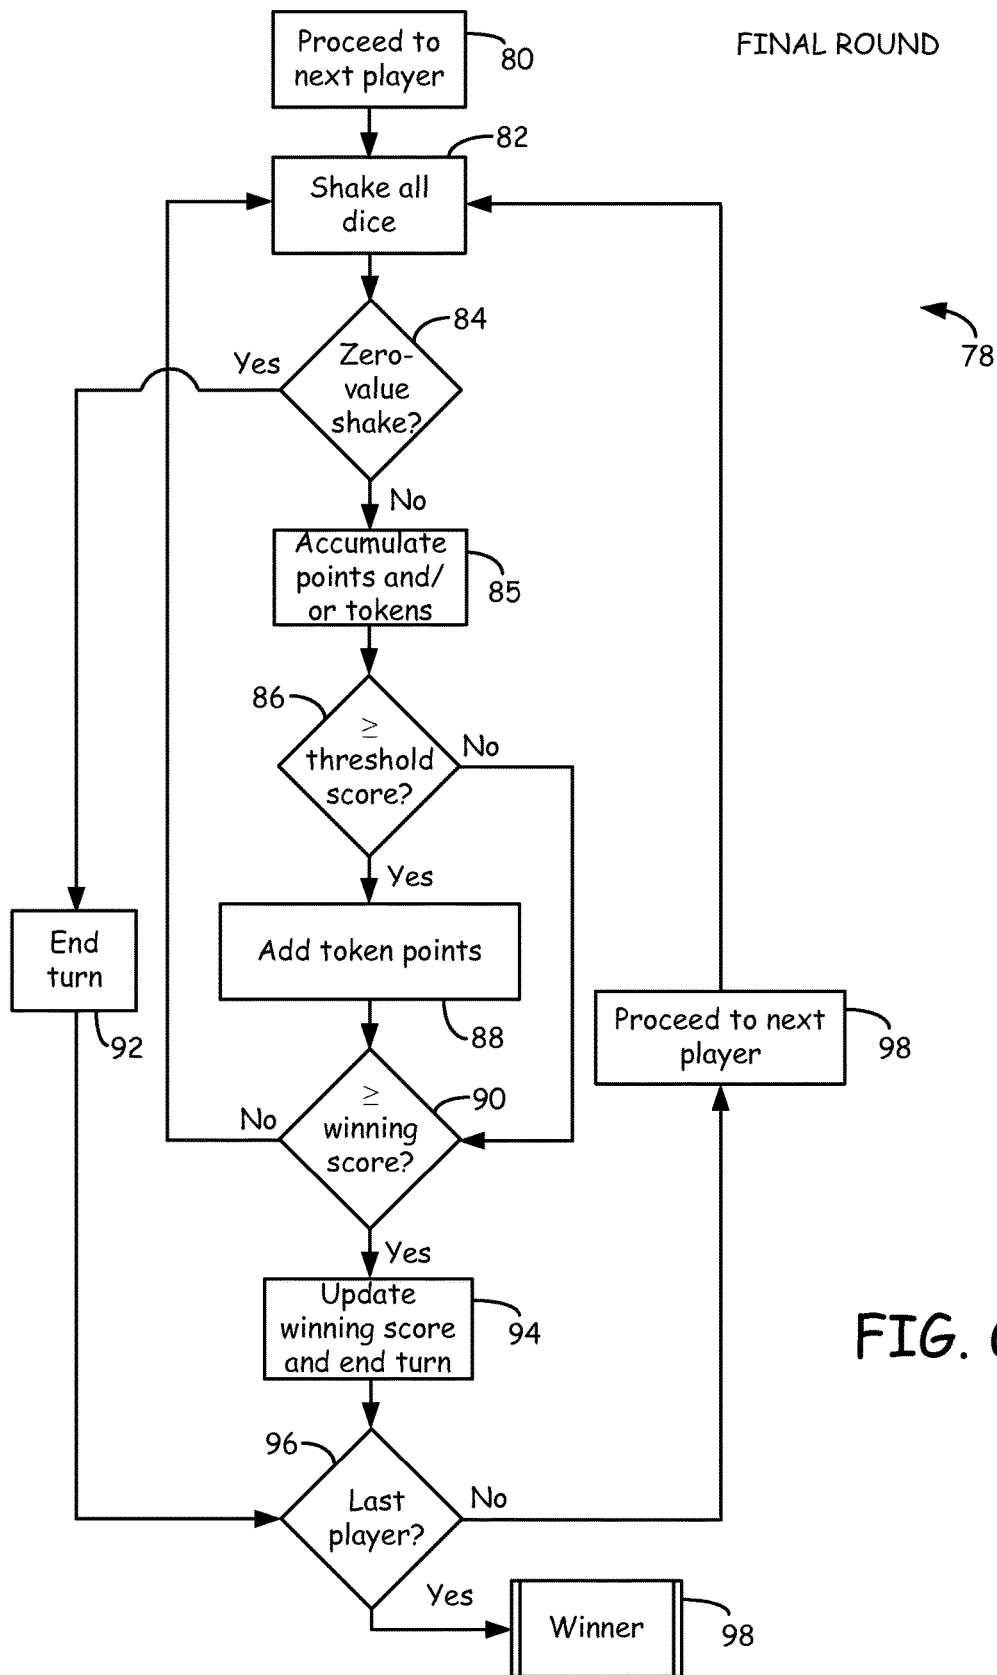 Proceed to
next player
80
FINAL ROUND
82
Shake all
dice
84
78
Yes
Zero-
value
shake?
No
Accumulate
points and/
or tokens
85
86
≥
threshold
score?
No
Yes
End
turn
92
Add token points
88
Proceed to next
player
98
≥
winning
score?
90
No
Yes
Update
winning score
and end turn
94
FIG.
96
Last
player?
No
Yes
Winner
98